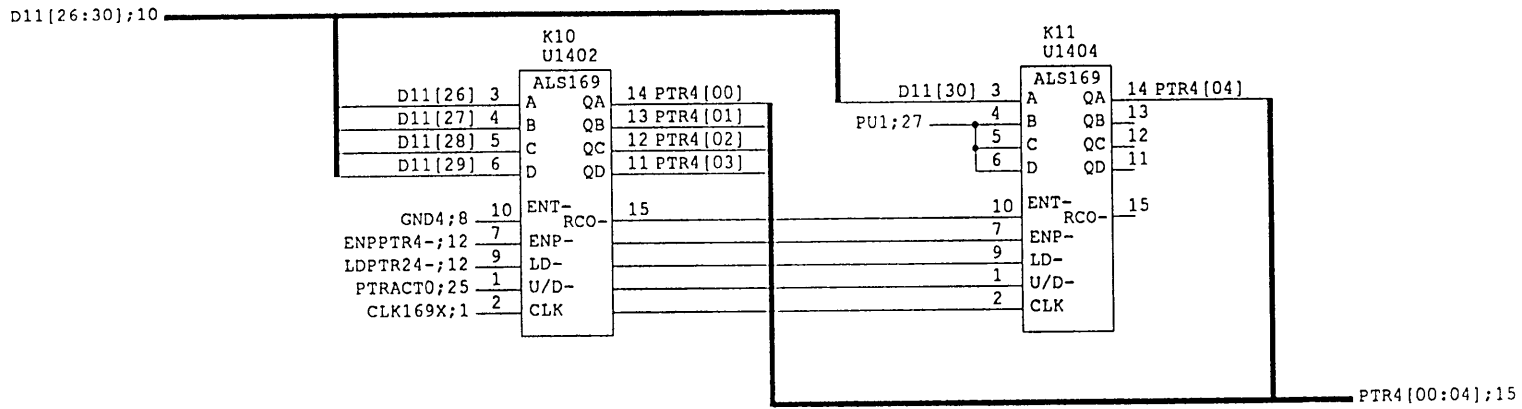 D11[26:30];10
K10
U1402
ALS169
D11[26] 3 A QA 14 PTR4[00]
D11[27] 4 B QB 13 PTR4[01]
D11[28] 5 C QC 12 PTR4[02]
D11[29] 6 D QD 11 PTR4[03]
GND4;8 10 ENT- RCO- 15
ENPPTR4-;12 7 ENP-
LDPTR24-;12 9 LD-
PTRACT0;25 1 U/D-
CLK169X;1 2 CLK
K11
U1404
ALS169
D11[30] 3 A QA 14 PTR4[04]
PU1;27 4 B QB 13
5 C QC 12
6 D QD 11
10 ENT- RCO- 15
7 ENP-
9 LD-
1 U/D-
2 CLK
PTR4[00:04];15